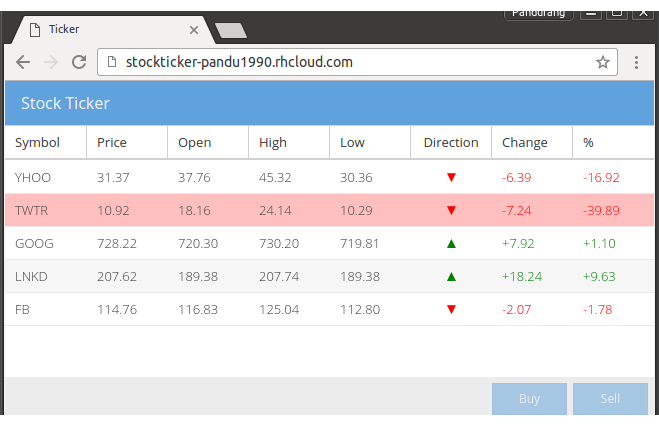 Pandurang
Ticker
stockticker-pandu1990.rhcloud.com
Stock Ticker
Symbol Price Open High Low Direction Change %
YHOO 31.37 37.76 45.32 30.36 ▼ -6.39 -16.92
TWTR 10.92 18.16 24.14 10.29 ▼ -7.24 -39.89
GOOG 728.22 720.30 730.20 719.81 ▲ +7.92 +1.10
LNKD 207.62 189.38 207.74 189.38 ▲ +18.24 +9.63
FB 114.76 116.83 125.04 112.80 ▼ -2.07 -1.78
Buy Sell